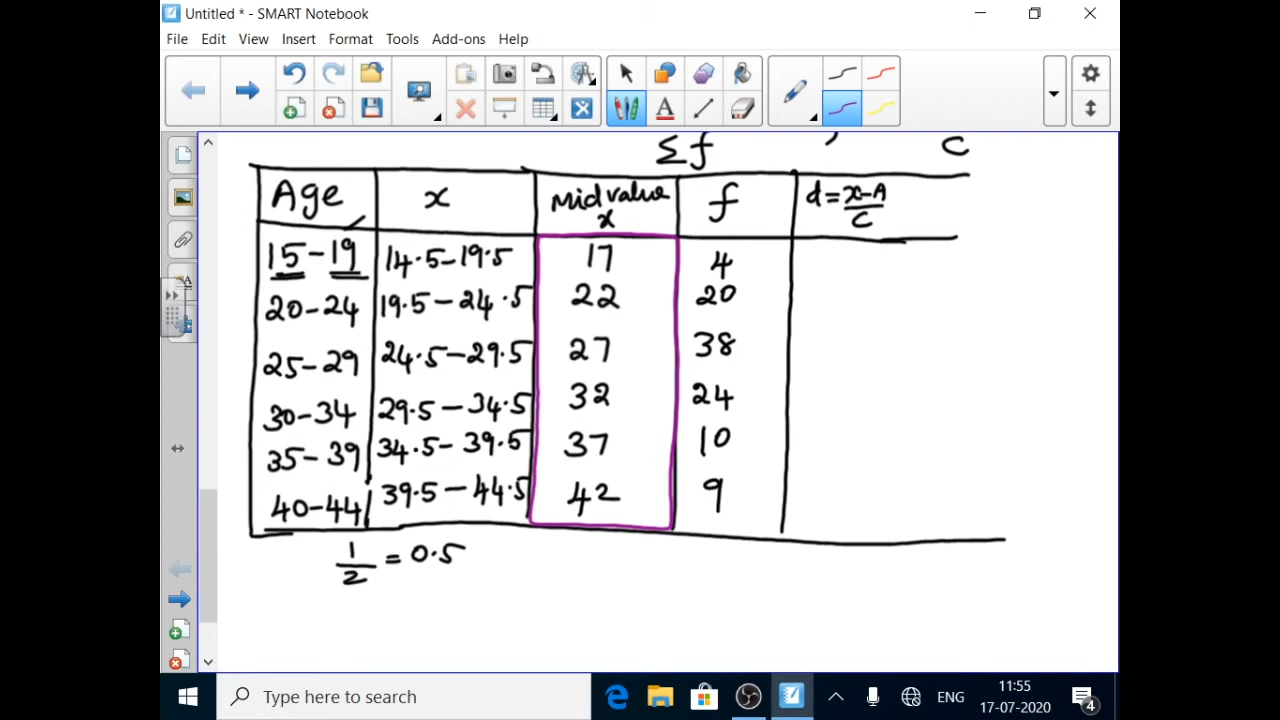 Untitled * - SMART Notebook
File Edit View Insert Format Tools Add-ons Help
Σf , C
Age x Mid value x f d = x-A / C
15-19 14.5-19.5 17 4
20-24 19.5-24.5 22 20
25-29 24.5-29.5 27 38
30-34 29.5-34.5 32 24
35-39 34.5-39.5 37 10
40-44 39.5-44.5 42 9
1/2 = 0.5
Type here to search
ENG
11:55
17-07-2020
4